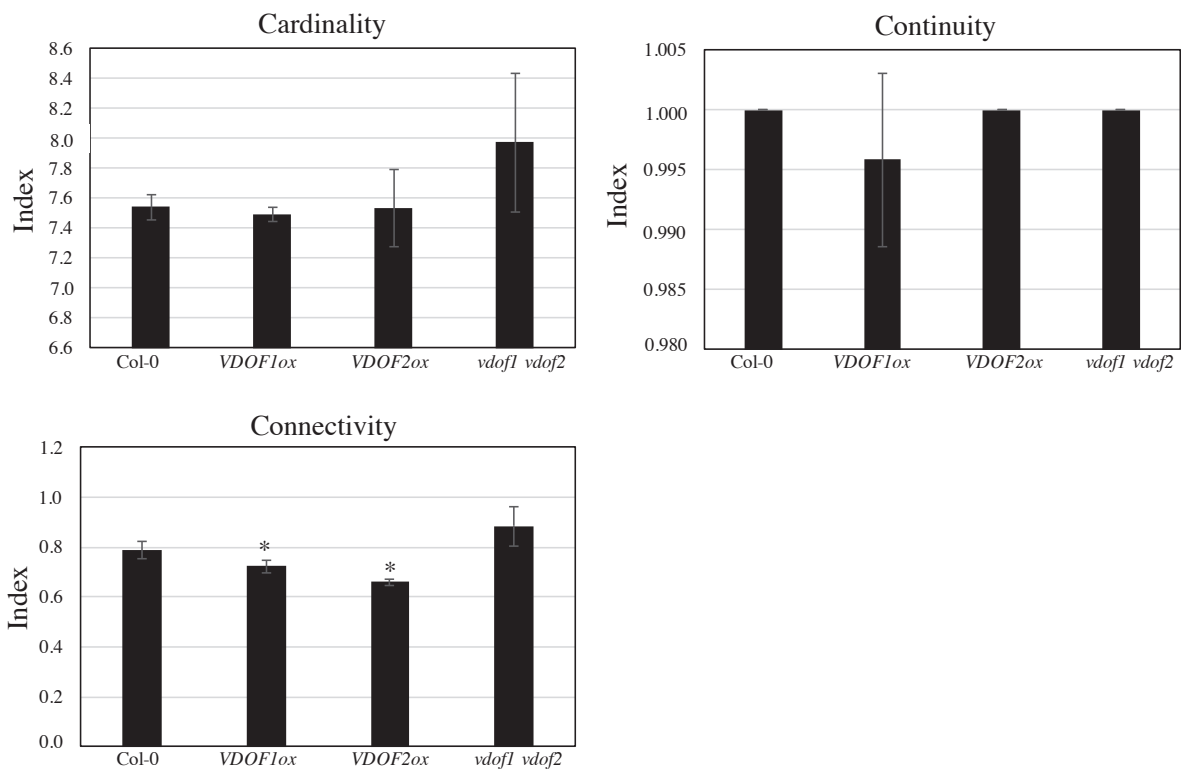 Cardinality
Index
8.6
8.4
8.2
8.0
7.8
7.6
7.4
7.2
7.0
6.8
6.6
Col-0 VDOF1ox VDOF2ox vdof1 vdof2
Continuity
Index
1.005
1.000
0.995
0.990
0.985
0.980
Col-0 VDOF1ox VDOF2ox vdof1 vdof2
Connectivity
Index
1.2
1.0
0.8
0.6
0.4
0.2
0.0
*
*
Col-0 VDOF1ox VDOF2ox vdof1 vdof2